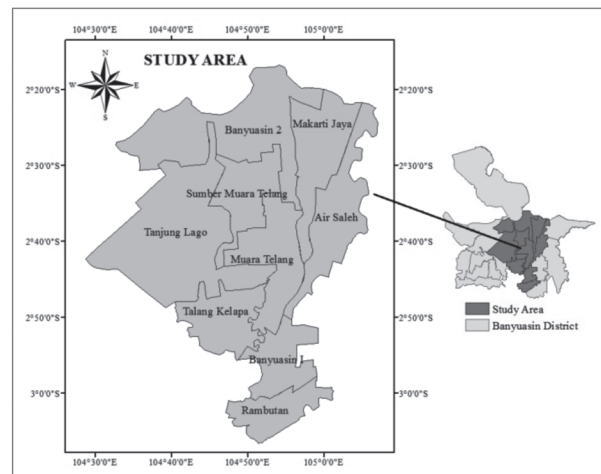 104°30'0"E 104°40'0"E 104°50'0"E 105°0'0"E
STUDY AREA
N
W E
S
2°20'0"S 2°20'0"S
Makarti Jaya
Banyuasin 2
2°30'0"S 2°30'0"S
Sumber Muara Telang
Air Saleh
Tanjung Lago
2°40'0"S 2°40'0"S
Muara Telang
Talang Kelapa
2°50'0"S 2°50'0"S
Study Area
Banyuasin District
Banyuasin I
3°0'0"S 3°0'0"S
Rambutan
104°30'0"E 104°40'0"E 104°50'0"E 105°0'0"E